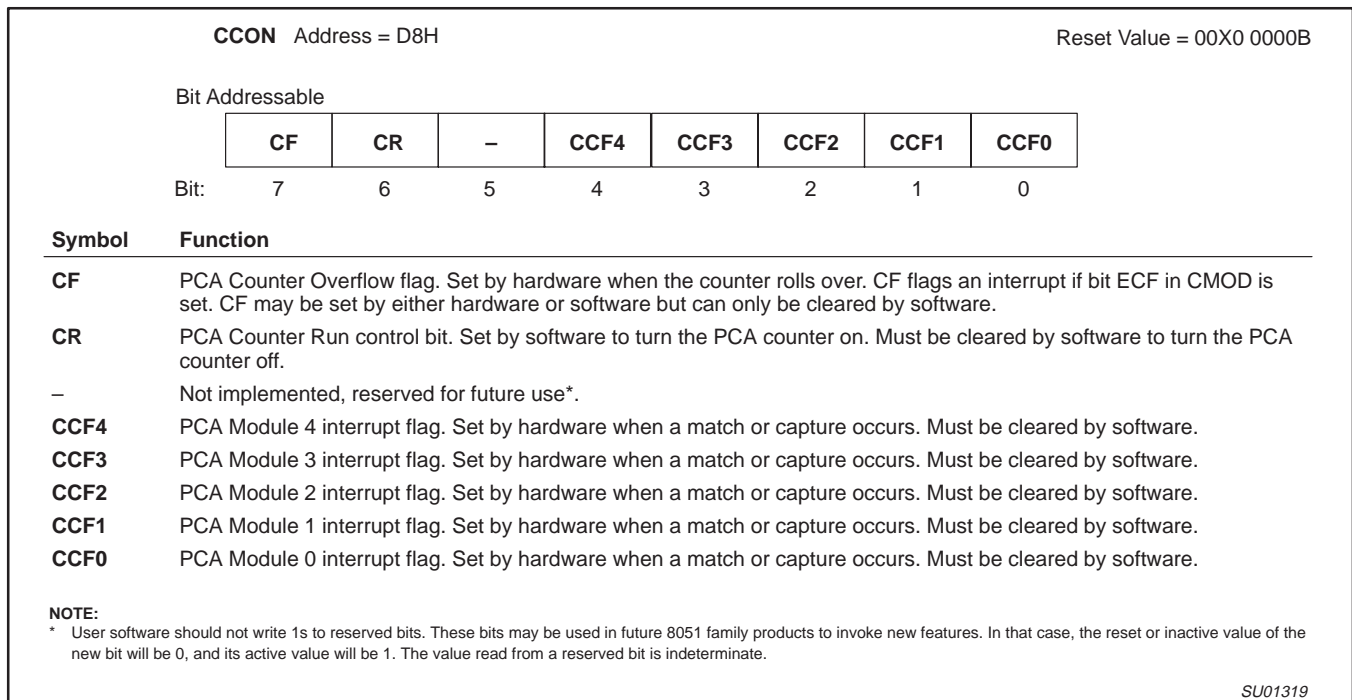 CCON Address = D8H Reset Value = 00X0 0000B
Bit Addressable
CF CR – CCF4 CCF3 CCF2 CCF1 CCF0
Bit: 7 6 5 4 3 2 1 0
Symbol Function
CF PCA Counter Overflow flag. Set by hardware when the counter rolls over. CF flags an interrupt if bit ECF in CMOD is
set. CF may be set by either hardware or software but can only be cleared by software.
CR PCA Counter Run control bit. Set by software to turn the PCA counter on. Must be cleared by software to turn the PCA
counter off.
– Not implemented, reserved for future use*.
CCF4 PCA Module 4 interrupt flag. Set by hardware when a match or capture occurs. Must be cleared by software.
CCF3 PCA Module 3 interrupt flag. Set by hardware when a match or capture occurs. Must be cleared by software.
CCF2 PCA Module 2 interrupt flag. Set by hardware when a match or capture occurs. Must be cleared by software.
CCF1 PCA Module 1 interrupt flag. Set by hardware when a match or capture occurs. Must be cleared by software.
CCF0 PCA Module 0 interrupt flag. Set by hardware when a match or capture occurs. Must be cleared by software.
NOTE:
* User software should not write 1s to reserved bits. These bits may be used in future 8051 family products to invoke new features. In that case, the reset or inactive value of the
new bit will be 0, and its active value will be 1. The value read from a reserved bit is indeterminate.
SU01319